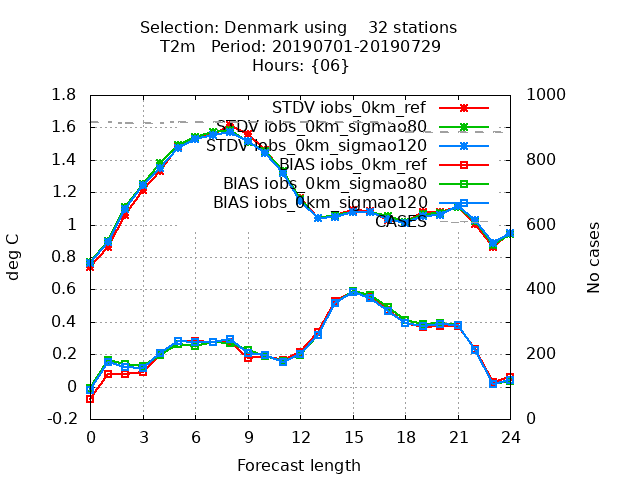 Selection: Denmark using    32 stations
T2m   Period: 20190701-20190729
Hours: {06}
1.8
1.6
1.4
1.2
1
0.8
0.6
0.4
0.2
0
-0.2
deg C
STDV iobs_0km_ref
STDV iobs_0km_sigmao80
STDV iobs_0km_sigmao120
BIAS iobs_0km_ref
BIAS iobs_0km_sigmao80
BIAS iobs_0km_sigmao120
CASES
1000
800
600
400
200
0
No cases
0 3 6 9 12 15 18 21 24
Forecast length